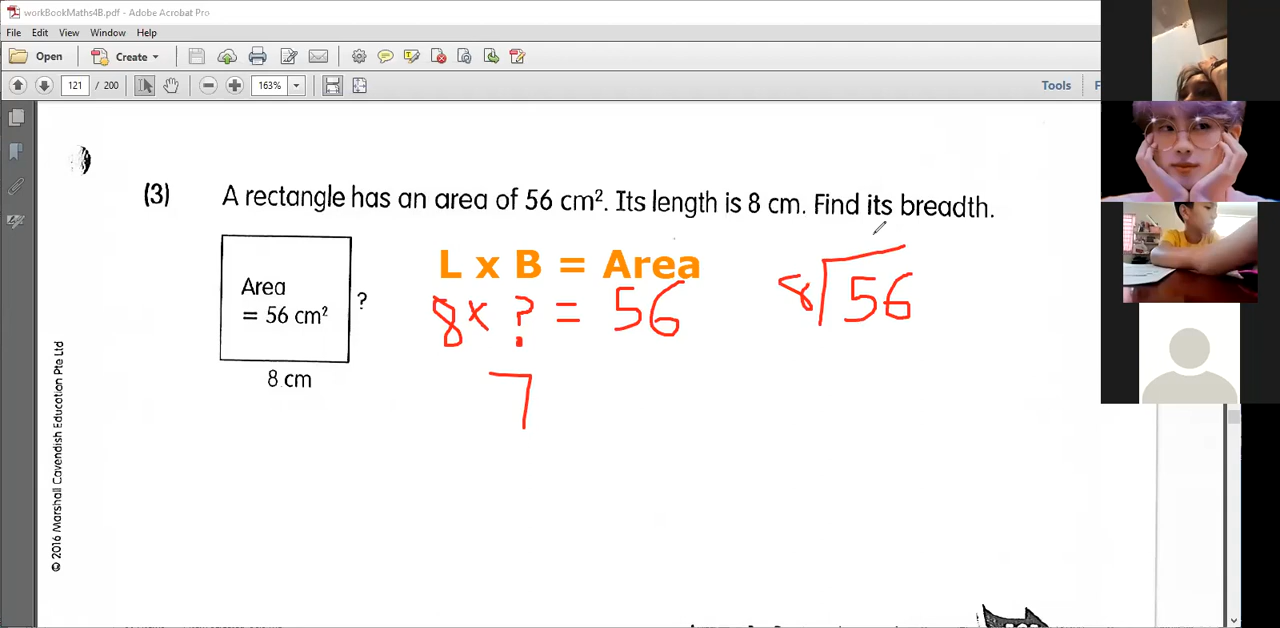 workBookMaths4B.pdf - Adobe Acrobat Pro
File Edit View Window Help
Open Create
121 / 200 163% Tools
(3) A rectangle has an area of 56 cm². Its length is 8 cm. Find its breadth.
Area
= 56 cm²
?
8 cm
L x B = Area
8 x ? = 56
7
8 56
© 2016 Marshall Cavendish Education Pte Ltd